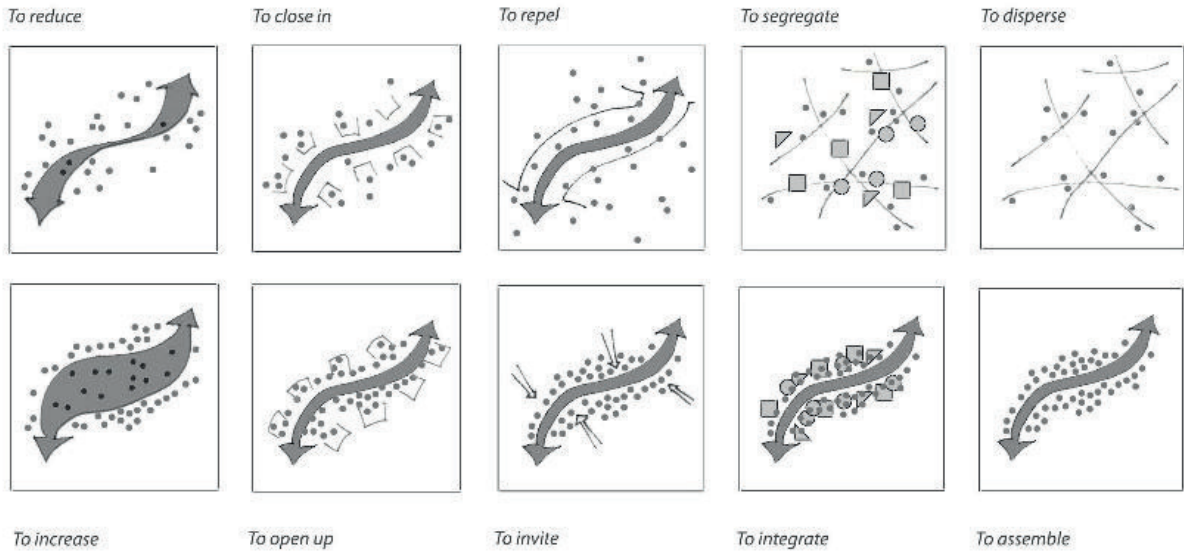 To reduce
To close in
To repel
To segregate
To disperse
To increase
To open up
To invite
To integrate
To assemble